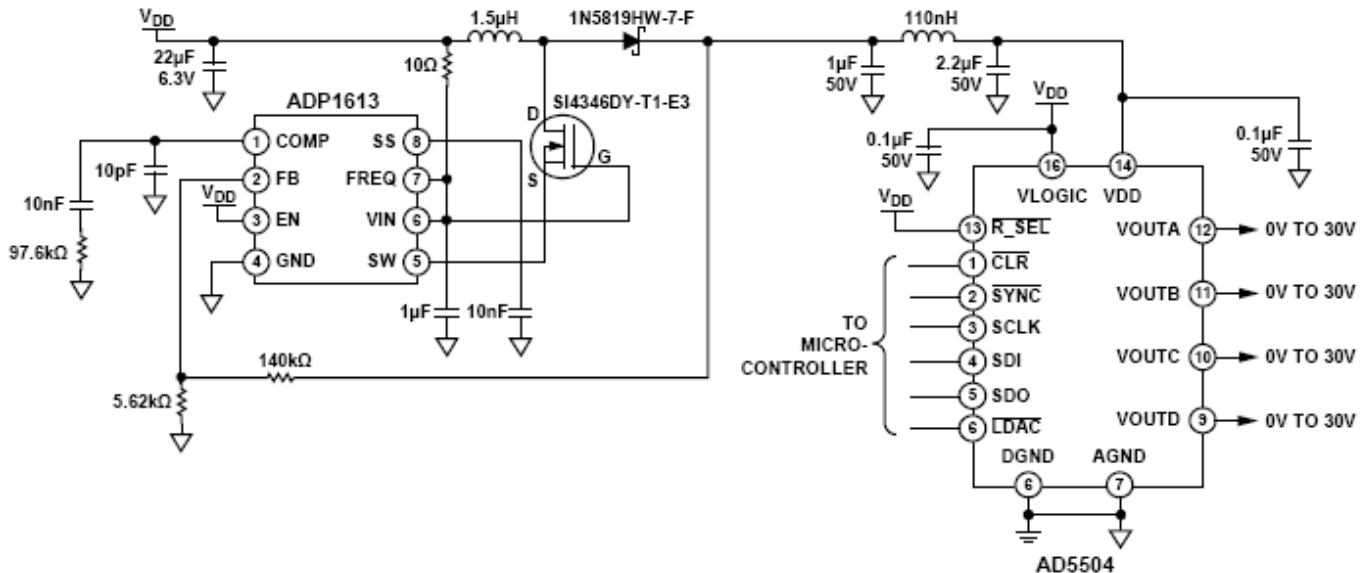 VDD
22µF
6.3V
10Ω
1.5µH
1N5819HW-7-F
110nH
1µF
50V
2.2µF
50V
VDD
0.1µF
50V
0.1µF
50V
ADP1613
SI4346DY-T1-E3
D
G
S
1 COMP
SS 8
2 FB
FREQ 7
VDD
3 EN
VIN 6
4 GND
SW 5
10pF
10nF
97.6kΩ
1µF
10nF
140kΩ
5.62kΩ
16
14
VLOGIC
VDD
VDD
13 R_SEL
1 CLR
2 SYNC
3 SCLK
4 SDI
5 SDO
6 LDAC
TO
MICRO-
CONTROLLER
VOUTA 12 0V TO 30V
VOUTB 11 0V TO 30V
VOUTC 10 0V TO 30V
VOUTD 9 0V TO 30V
DGND
AGND
6
7
AD5504